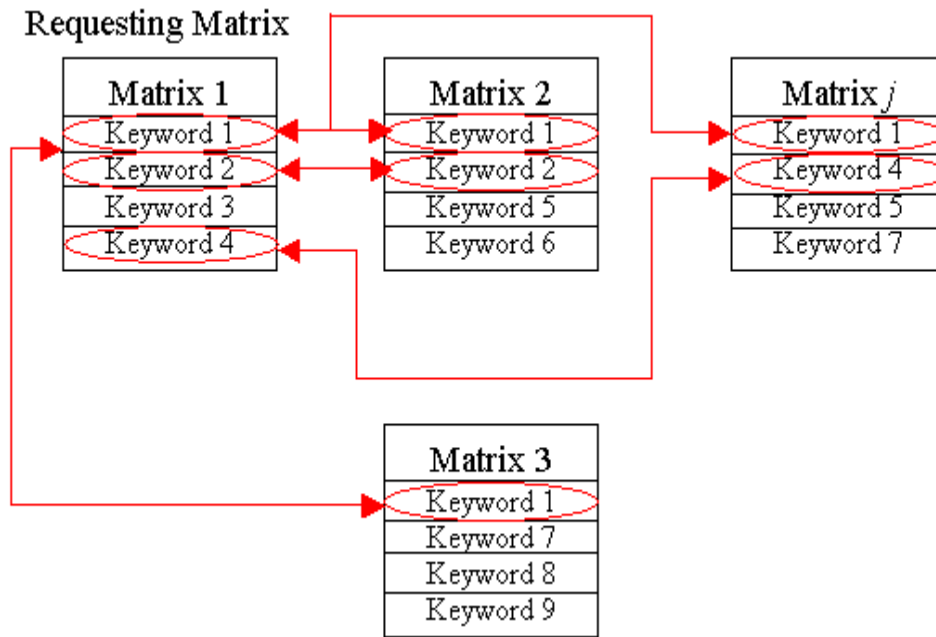 Requesting Matrix
Matrix 1
Keyword 1
Keyword 2
Keyword 3
Keyword 4
Matrix 2
Keyword 1
Keyword 2
Keyword 5
Keyword 6
Matrix j
Keyword 1
Keyword 4
Keyword 5
Keyword 7
Matrix 3
Keyword 1
Keyword 7
Keyword 8
Keyword 9